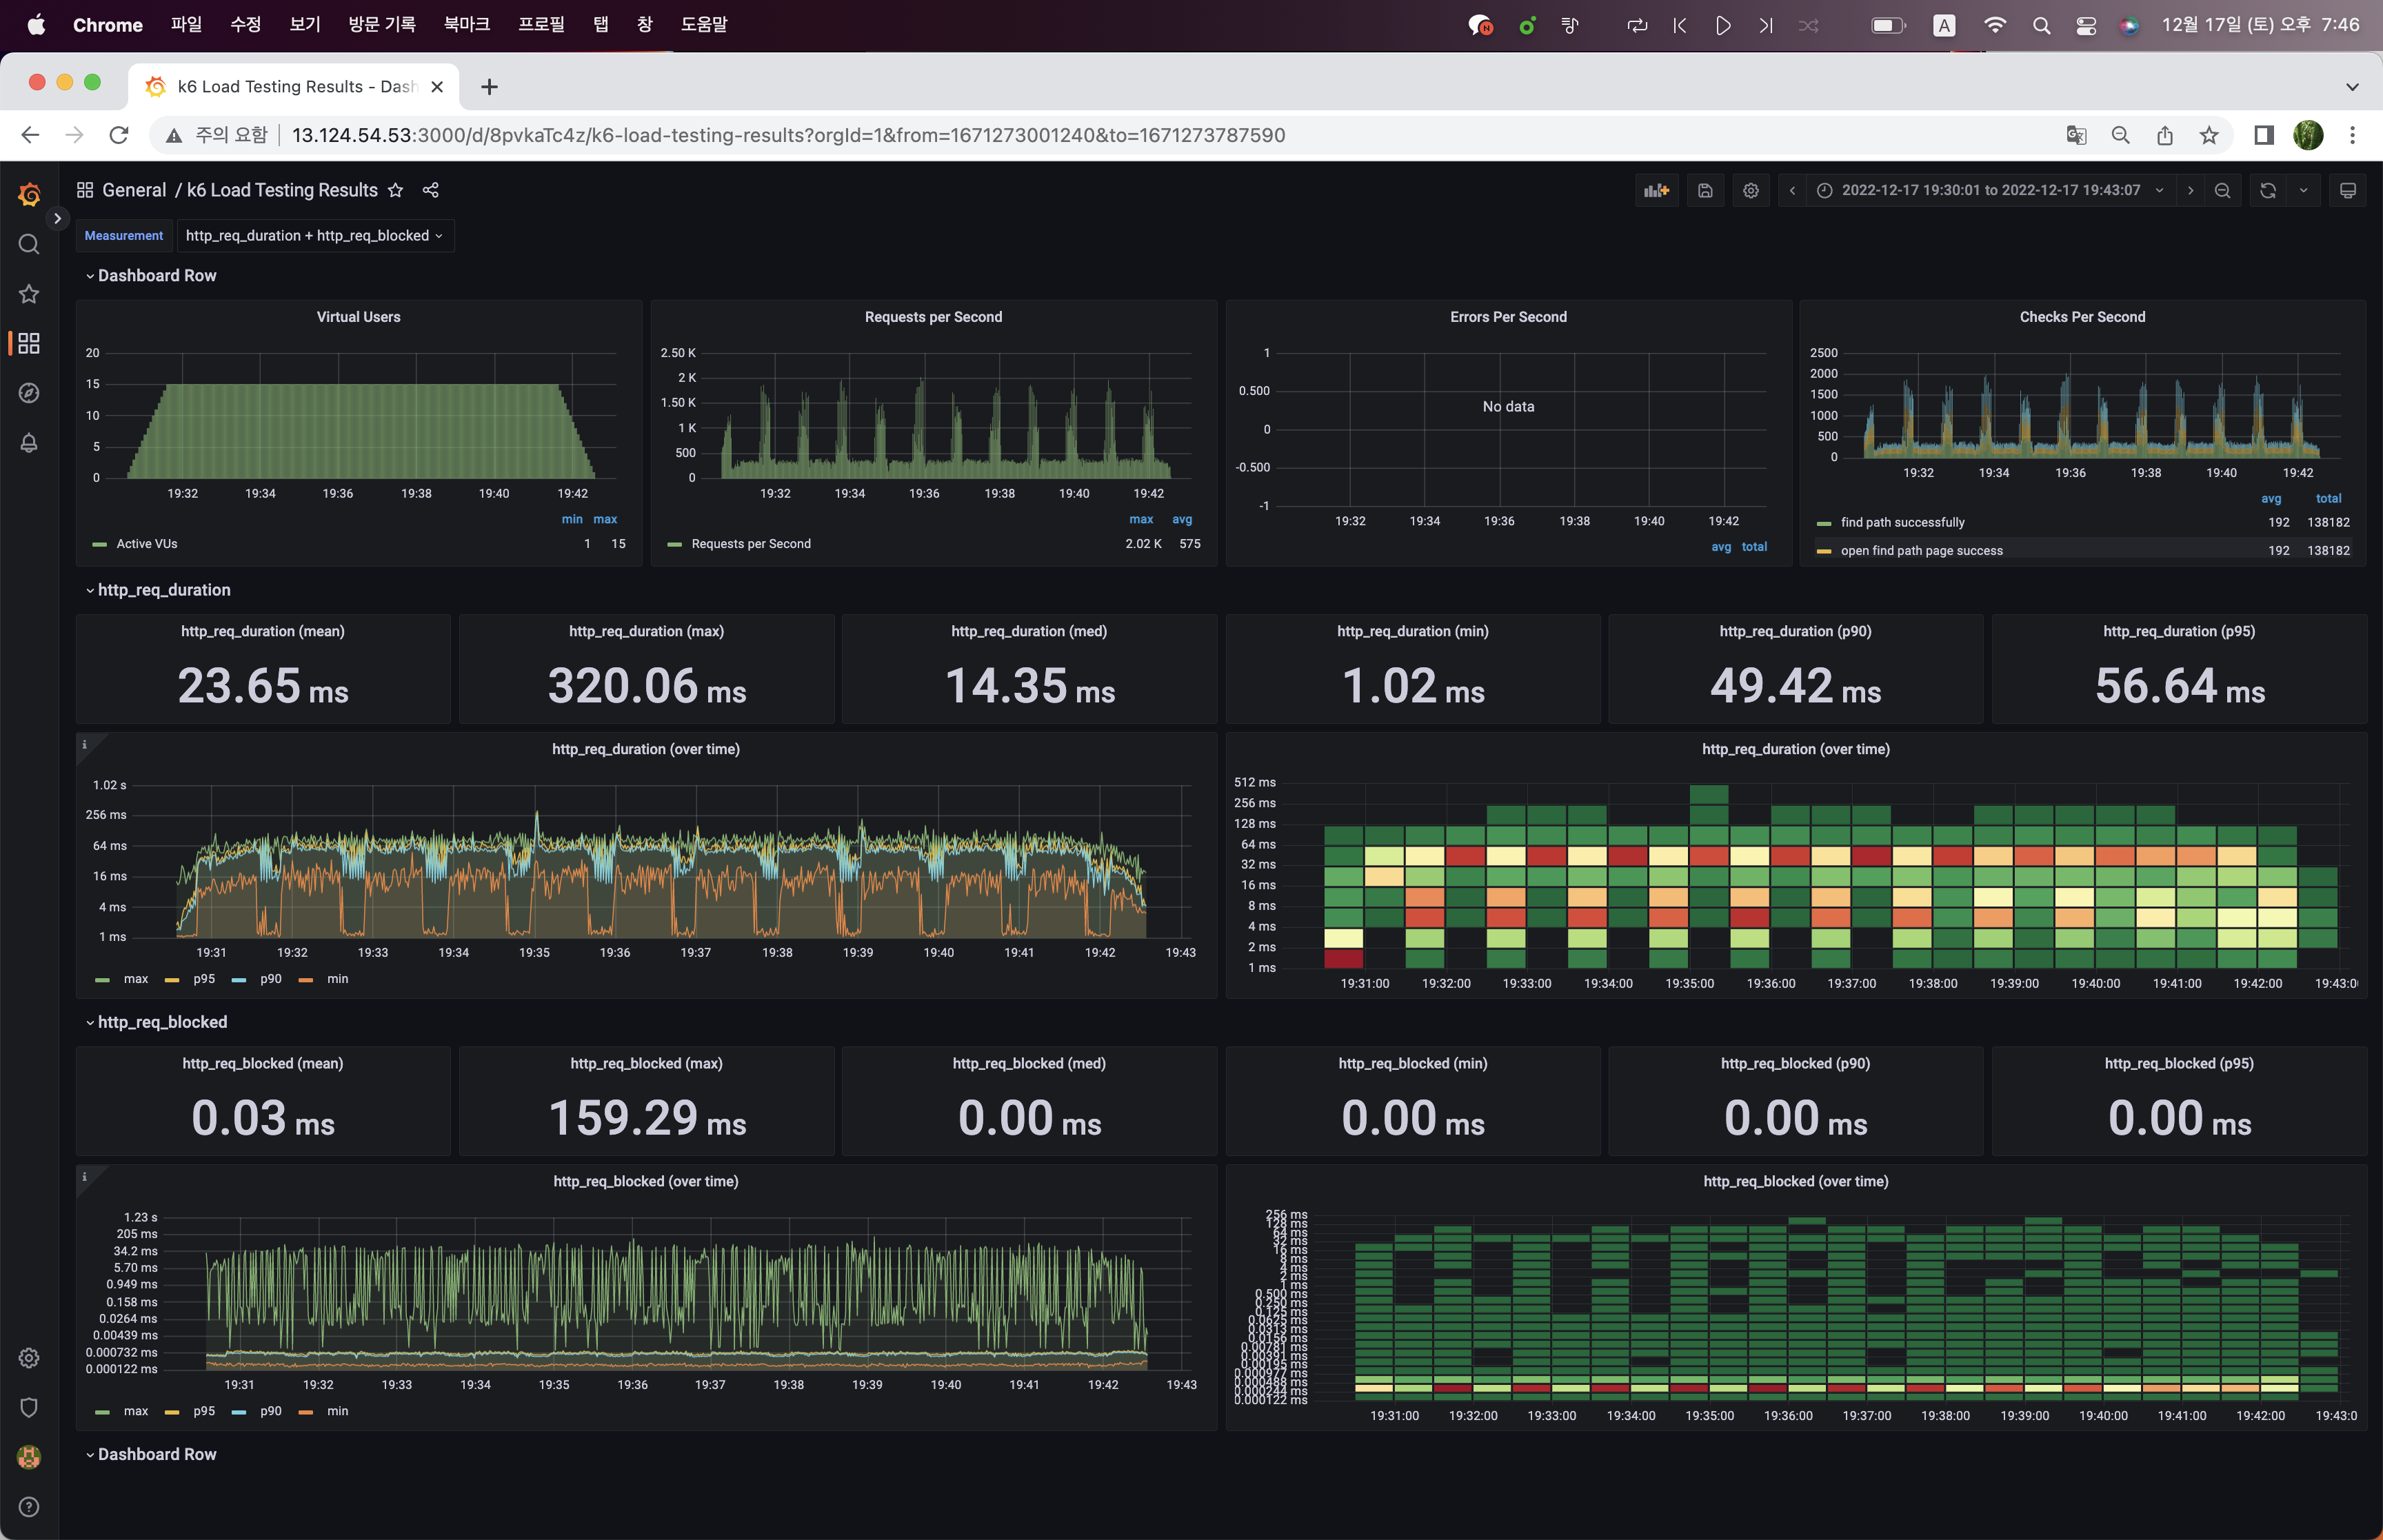 Chrome 파일 수정 보기 방문 기록 북마크 프로필 탭 창 도움말 A 12월 17일 (토) 오후 7:46
k6 Load Testing Results - Dash
주의 요함 13.124.54.53:3000/d/8pvkaTc4z/k6-load-testing-results?orgId=1&from=1671273001240&to=1671273787590
General / k6 Load Testing Results 2022-12-17 19:30:01 to 2022-12-17 19:43:07
Measurement http_req_duration + http_req_blocked
Dashboard Row
Virtual Users
20
15
10
5
0
19:32 19:34 19:36 19:38 19:40 19:42
min max
Active VUs 1 15
Requests per Second
2.50 K
2 K
1.50 K
1 K
500
0
19:32 19:34 19:36 19:38 19:40 19:42
max avg
Requests per Second 2.02 K 575
Errors Per Second
1
0.500
0
-0.500
-1
No data
19:32 19:34 19:36 19:38 19:40 19:42
avg total
Checks Per Second
2500
2000
1500
1000
500
0
19:32 19:34 19:36 19:38 19:40 19:42
avg total
find path successfully 192 138182
open find path page success 192 138182
http_req_duration
http_req_duration (mean)
23.65 ms
http_req_duration (max)
320.06 ms
http_req_duration (med)
14.35 ms
http_req_duration (min)
1.02 ms
http_req_duration (p90)
49.42 ms
http_req_duration (p95)
56.64 ms
http_req_duration (over time)
1.02 s
256 ms
64 ms
16 ms
4 ms
1 ms
19:31 19:32 19:33 19:34 19:35 19:36 19:37 19:38 19:39 19:40 19:41 19:42 19:43
max p95 p90 min
http_req_duration (over time)
512 ms
256 ms
128 ms
64 ms
32 ms
16 ms
8 ms
4 ms
2 ms
1 ms
19:31:00 19:32:00 19:33:00 19:34:00 19:35:00 19:36:00 19:37:00 19:38:00 19:39:00 19:40:00 19:41:00 19:42:00 19:43:0
http_req_blocked
http_req_blocked (mean)
0.03 ms
http_req_blocked (max)
159.29 ms
http_req_blocked (med)
0.00 ms
http_req_blocked (min)
0.00 ms
http_req_blocked (p90)
0.00 ms
http_req_blocked (p95)
0.00 ms
http_req_blocked (over time)
1.23 s
205 ms
34.2 ms
5.70 ms
0.949 ms
0.158 ms
0.0264 ms
0.00439 ms
0.000732 ms
0.000122 ms
19:31 19:32 19:33 19:34 19:35 19:36 19:37 19:38 19:39 19:40 19:41 19:42 19:43
max p95 p90 min
http_req_blocked (over time)
256 ms
128 ms
64 ms
32 ms
16 ms
8 ms
4 ms
2 ms
1 ms
0.500 ms
0.250 ms
0.125 ms
0.0625 ms
0.0313 ms
0.0156 ms
0.00781 ms
0.00391 ms
0.00195 ms
0.000977 ms
0.000488 ms
0.000244 ms
0.000122 ms
19:31:00 19:32:00 19:33:00 19:34:00 19:35:00 19:36:00 19:37:00 19:38:00 19:39:00 19:40:00 19:41:00 19:42:00 19:43:0
Dashboard Row